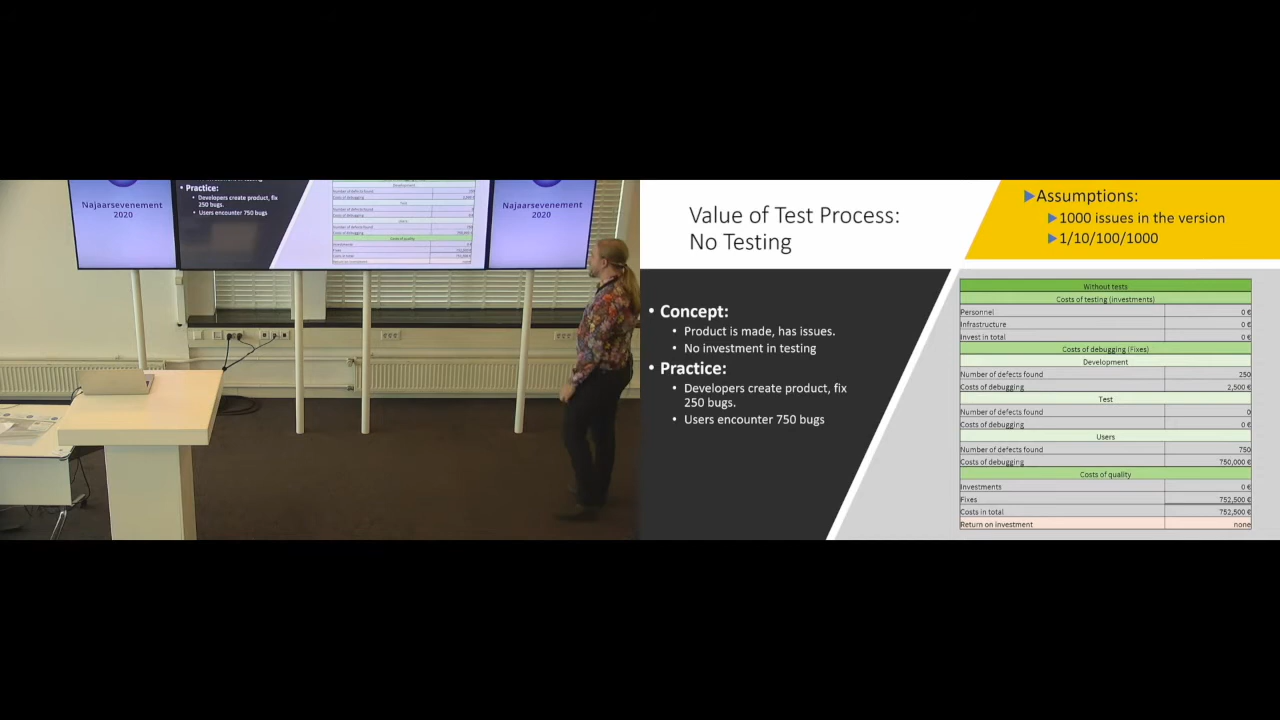 Najaarsevenement
2020
Practice:
Developers create product, fix
250 bugs.
Users encounter 750 bugs
Najaarsevenement
2020
Value of Test Process:
No Testing
Assumptions:
1000 issues in the version
1/10/100/1000
• Concept:
• Product is made, has issues.
• No investment in testing
• Practice:
• Developers create product, fix
250 bugs.
• Users encounter 750 bugs
Without tests
Costs of testing (investments)
Personnel 0 €
Infrastructure 0 €
Invest in total 0 €
Costs of debugging (Fixes)
Development
Number of defects found 250
Costs of debugging 2,500 €
Test
Number of defects found 0
Costs of debugging 0 €
Users
Number of defects found 750
Costs of debugging 750,000 €
Costs of quality
Investments 0 €
Fixes 752,500 €
Costs in total 752,500 €
Return on investment none